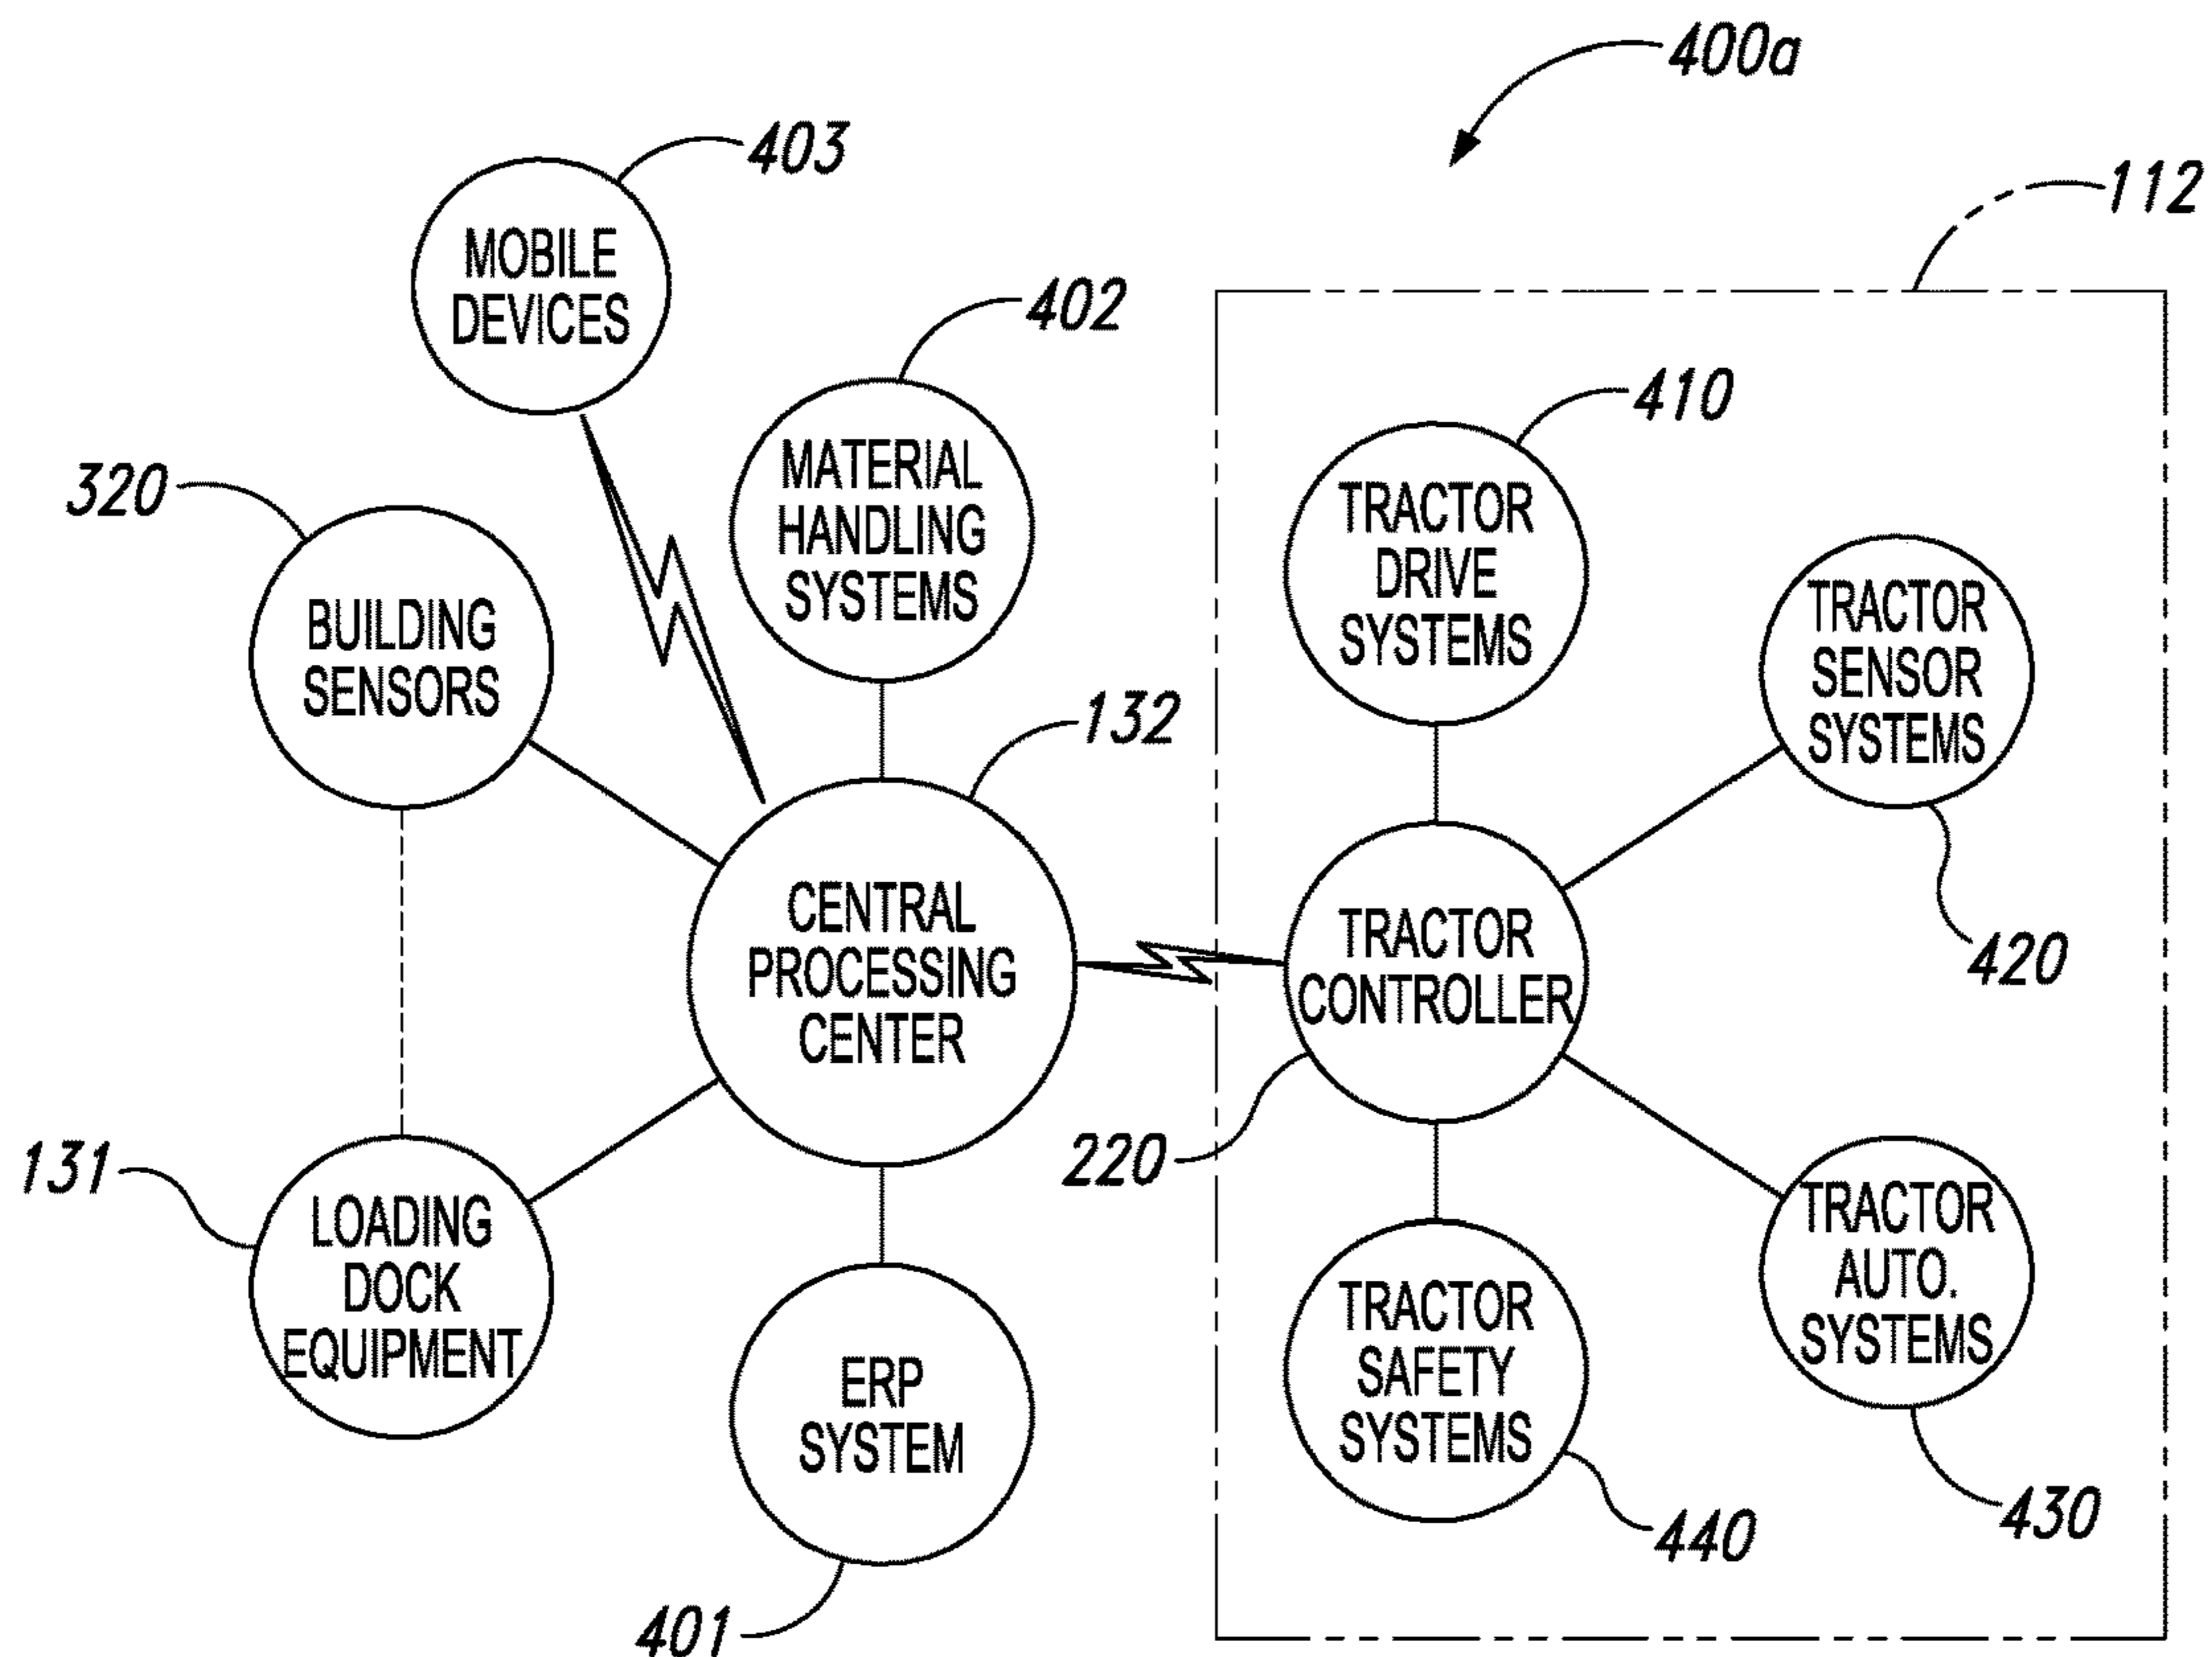 400a
403
112
MOBILE
DEVICES
402
410
320
MATERIAL
HANDLING
SYSTEMS
TRACTOR
DRIVE
SYSTEMS
TRACTOR
SENSOR
SYSTEMS
BUILDING
SENSORS
132
CENTRAL
PROCESSING
CENTER
TRACTOR
CONTROLLER
420
131
220
LOADING
DOCK
EQUIPMENT
TRACTOR
AUTO.
SYSTEMS
ERP
SYSTEM
TRACTOR
SAFETY
SYSTEMS
430
440
401